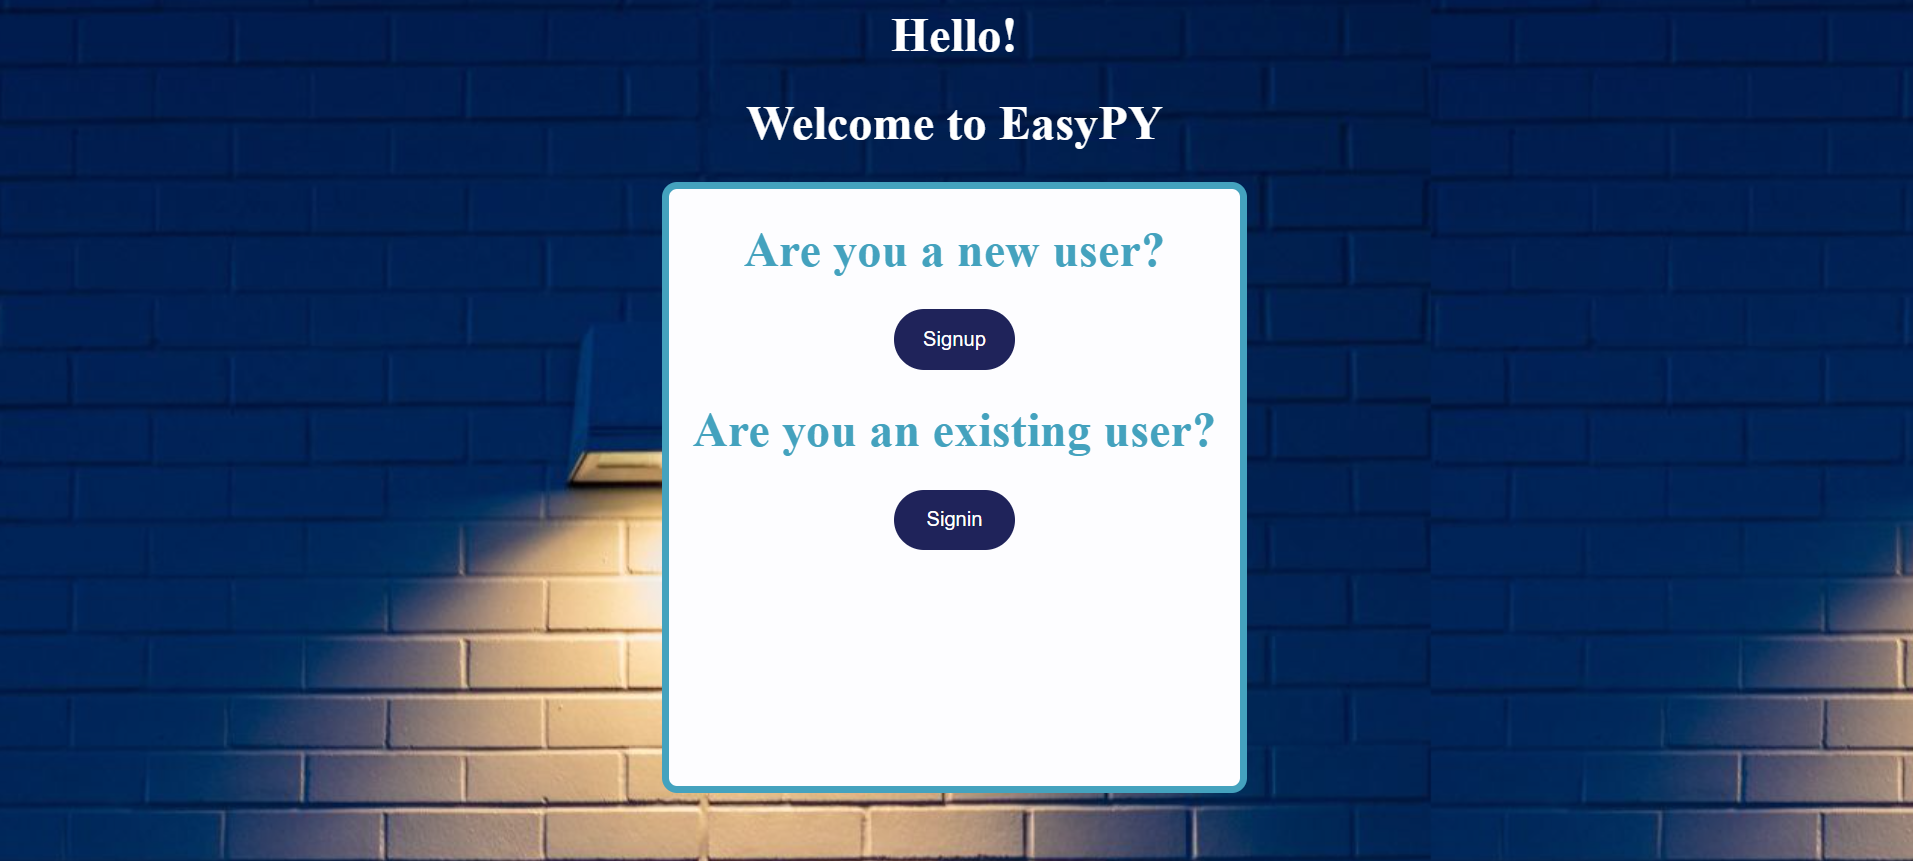 Hello!
Welcome to EasyPY
Are you a new user?
Signup
Are you an existing user?
Signin